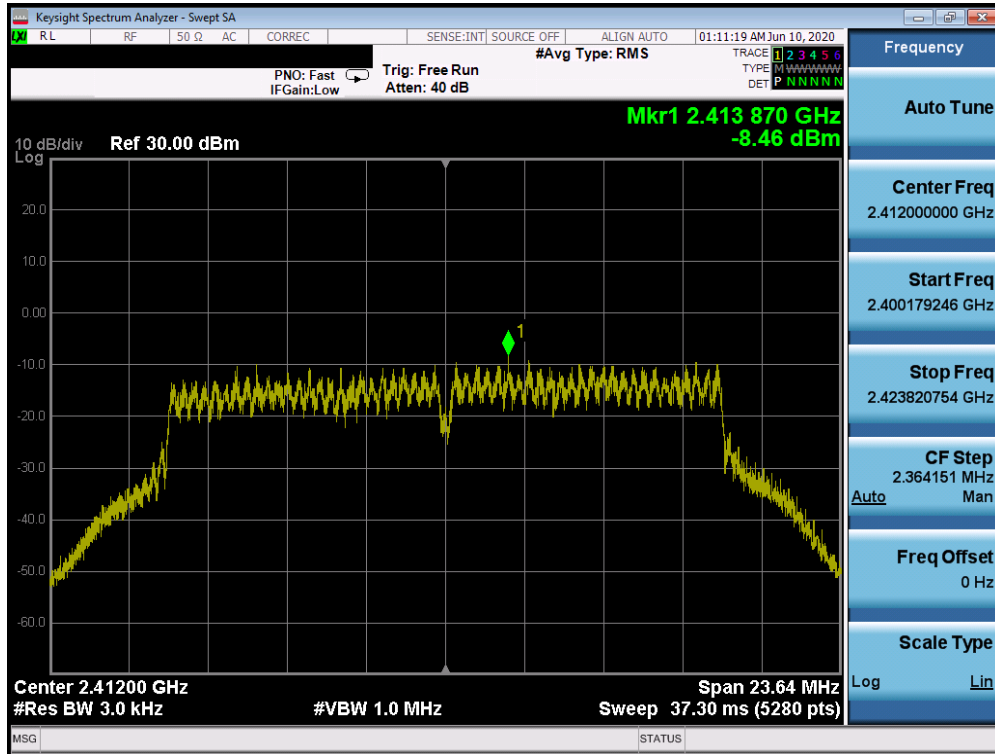 Keysight Spectrum Analyzer - Swept SA
LXI RL RF 50 Ω AC CORREC SENSE:INT SOURCE OFF ALIGN AUTO 01:11:19 AM Jun 10, 2020
#Avg Type: RMS
TRACE 1 2 3 4 5 6
PNO: Fast Trig: Free Run
TYPE M W W W W W
IFGain:Low Atten: 40 dB
DET P N N N N N
Mkr1 2.413 870 GHz
-8.46 dBm
10 dB/div Ref 30.00 dBm
Log
20.0
10.0
0.00
1
-10.0
-20.0
-30.0
-40.0
-50.0
-60.0
Center 2.41200 GHz Span 23.64 MHz
#Res BW 3.0 kHz #VBW 1.0 MHz Sweep 37.30 ms (5280 pts)
MSG STATUS
Frequency
Auto Tune
Center Freq
2.412000000 GHz
Start Freq
2.400179246 GHz
Stop Freq
2.423820754 GHz
CF Step
2.364151 MHz
Auto Man
Freq Offset
0 Hz
Scale Type
Log Lin